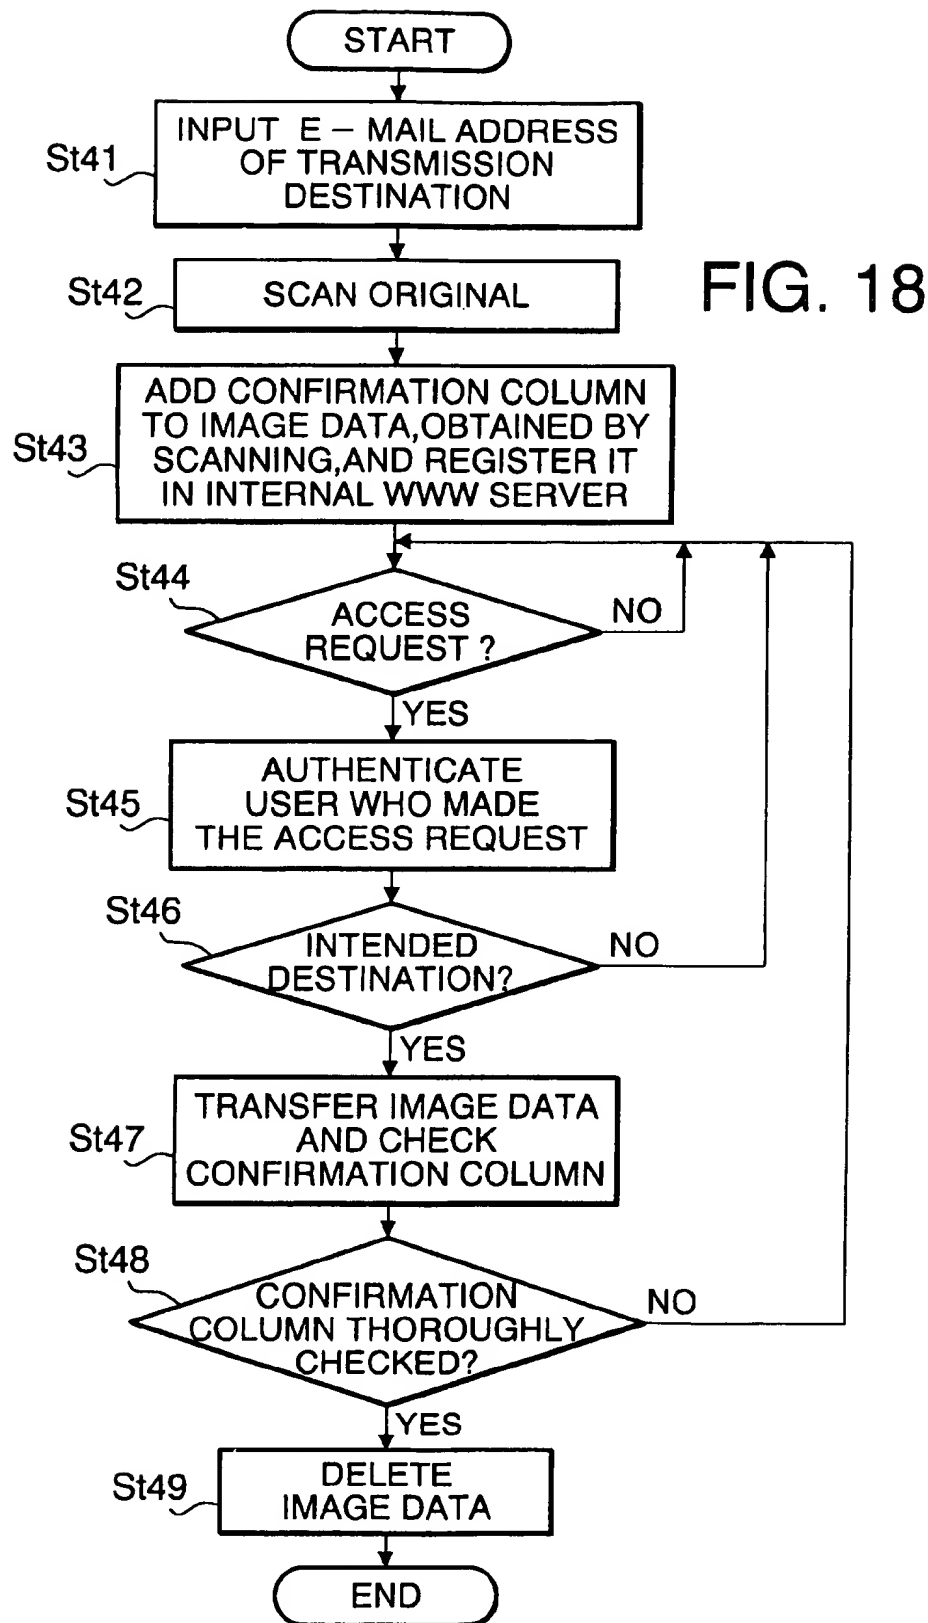 START
St41
INPUT E – MAIL ADDRESS
OF TRANSMISSION
DESTINATION
St42
SCAN ORIGINAL
FIG. 18
St43
ADD CONFIRMATION COLUMN
TO IMAGE DATA,OBTAINED BY
SCANNING,AND REGISTER IT
IN INTERNAL WWW SERVER
St44
ACCESS
REQUEST ?
NO
YES
St45
AUTHENTICATE
USER WHO MADE
THE ACCESS REQUEST
St46
INTENDED
DESTINATION?
NO
YES
St47
TRANSFER IMAGE DATA
AND CHECK
CONFIRMATION COLUMN
St48
CONFIRMATION
COLUMN THOROUGHLY
CHECKED?
NO
YES
St49
DELETE
IMAGE DATA
END